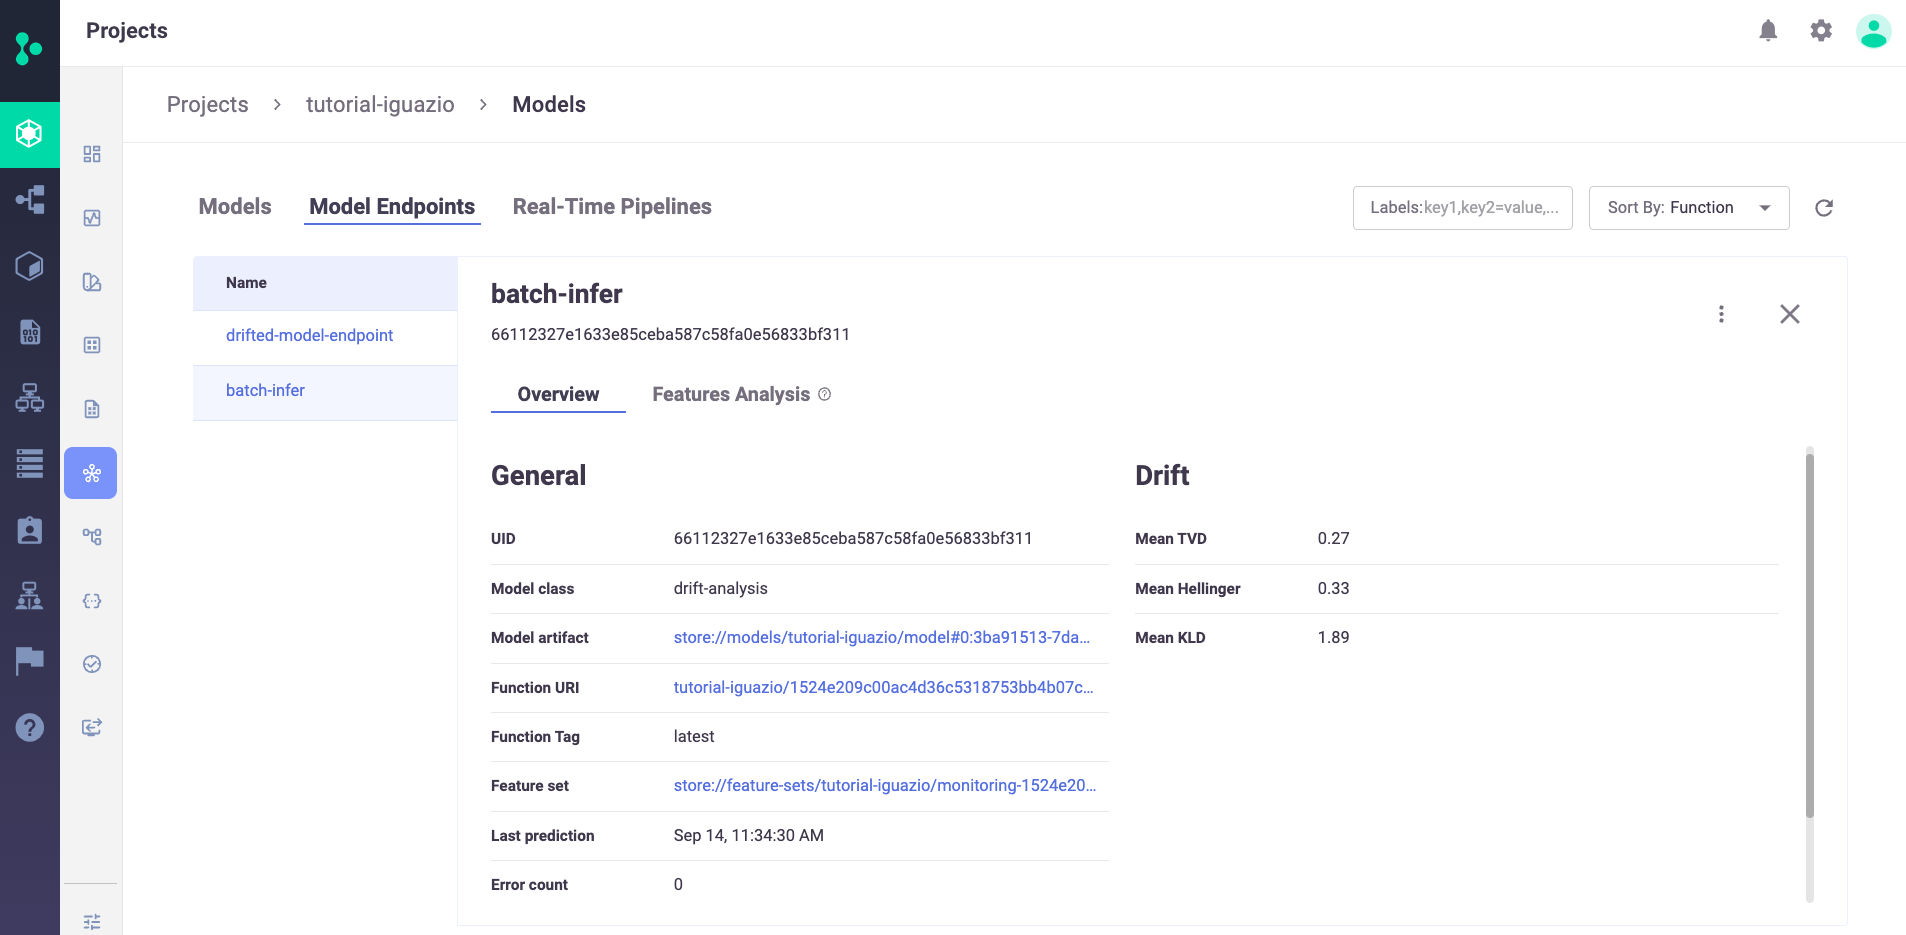 Projects
Projects > tutorial-iguazio > Models
Models Model Endpoints Real-Time Pipelines
Labels:key1,key2=value,...
Sort By: Function
Name
drifted-model-endpoint
batch-infer
batch-infer
66112327e1633e85ceba587c58fa0e56833bf311
Overview Features Analysis ?
General
UID 66112327e1633e85ceba587c58fa0e56833bf311
Model class drift-analysis
Model artifact store://models/tutorial-iguazio/model#0:3ba91513-7da...
Function URI tutorial-iguazio/1524e209c00ac4d36c5318753bb4b07c...
Function Tag latest
Feature set store://feature-sets/tutorial-iguazio/monitoring-1524e20...
Last prediction Sep 14, 11:34:30 AM
Error count 0
Drift
Mean TVD 0.27
Mean Hellinger 0.33
Mean KLD 1.89